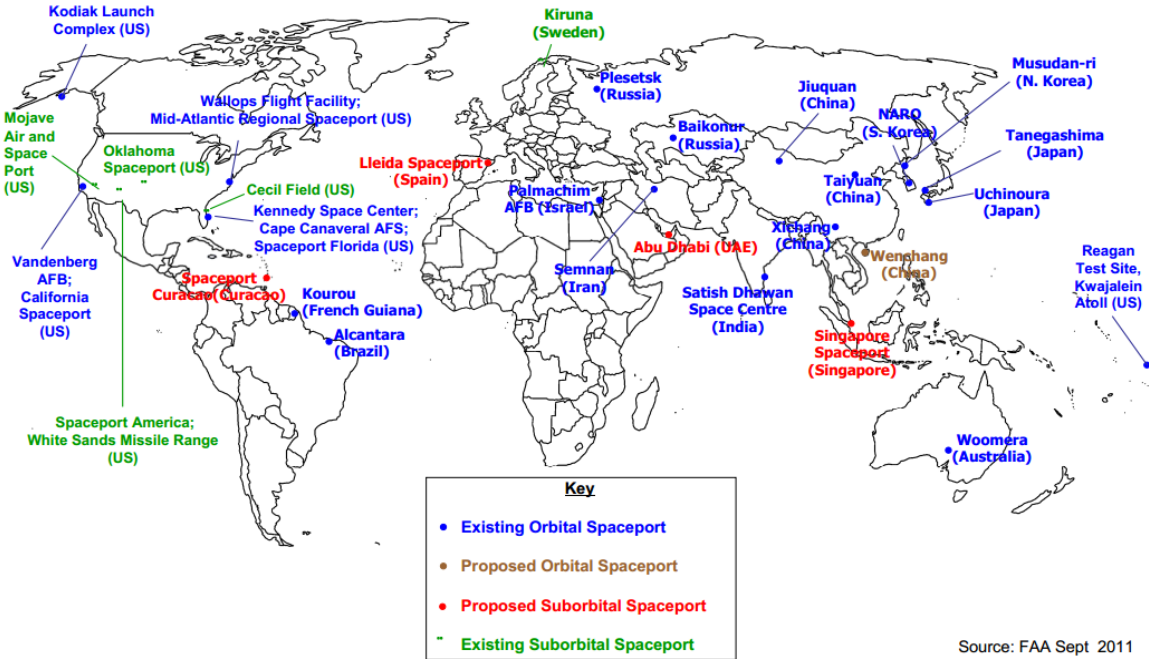 Kodiak Launch
Complex (US)
Kiruna
(Sweden)
Musudan-ri
(N. Korea)
Plesetsk
(Russia)
Jiuquan
(China)
Wallops Flight Facility;
Mid-Atlantic Regional Spaceport (US)
NARO
(S. Korea)
Mojave
Air and
Space
Port
(US)
Baikonur
(Russia)
Tanegashima
(Japan)
Oklahoma
Spaceport (US)
Lleida Spaceport
(Spain)
Taiyuan
(China)
Cecil Field (US)
Palmachim
AFB (Israel)
Uchinoura
(Japan)
Kennedy Space Center;
Cape Canaveral AFS;
Spaceport Florida (US)
Xichang
(China)
Abu Dhabi (UAE)
Wenchang
(China)
Reagan
Test Site,
Kwajalein
Atoll (US)
Vandenberg
AFB;
California
Spaceport
(US)
Spaceport
Curacao(Curacao)
Semnan
(Iran)
Kourou
(French Guiana)
Satish Dhawan
Space Centre
(India)
Alcantara
(Brazil)
Singapore
Spaceport
(Singapore)
Spaceport America;
White Sands Missile Range
(US)
Woomera
(Australia)
Key
Existing Orbital Spaceport
Proposed Orbital Spaceport
Proposed Suborbital Spaceport
Existing Suborbital Spaceport
Source: FAA Sept 2011